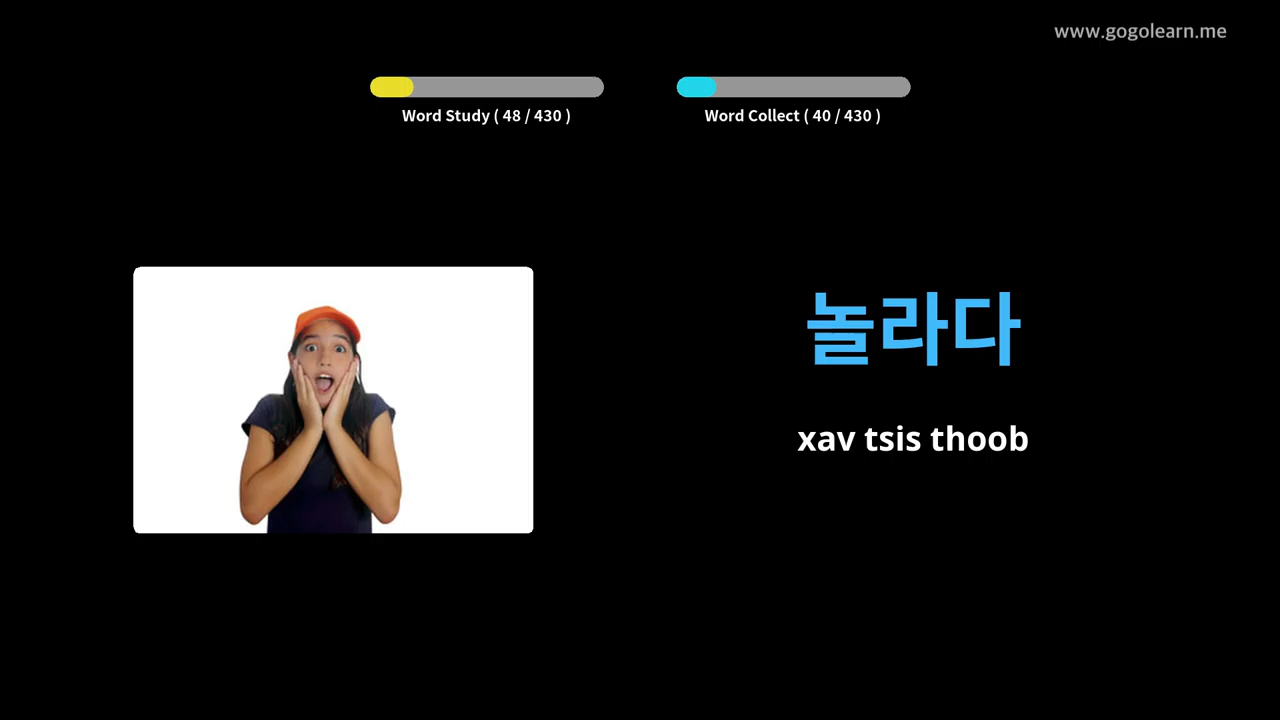 www.gogolearn.me
Word Study ( 48 / 430 )
Word Collect ( 40 / 430 )
놀라다
xav tsis thoob